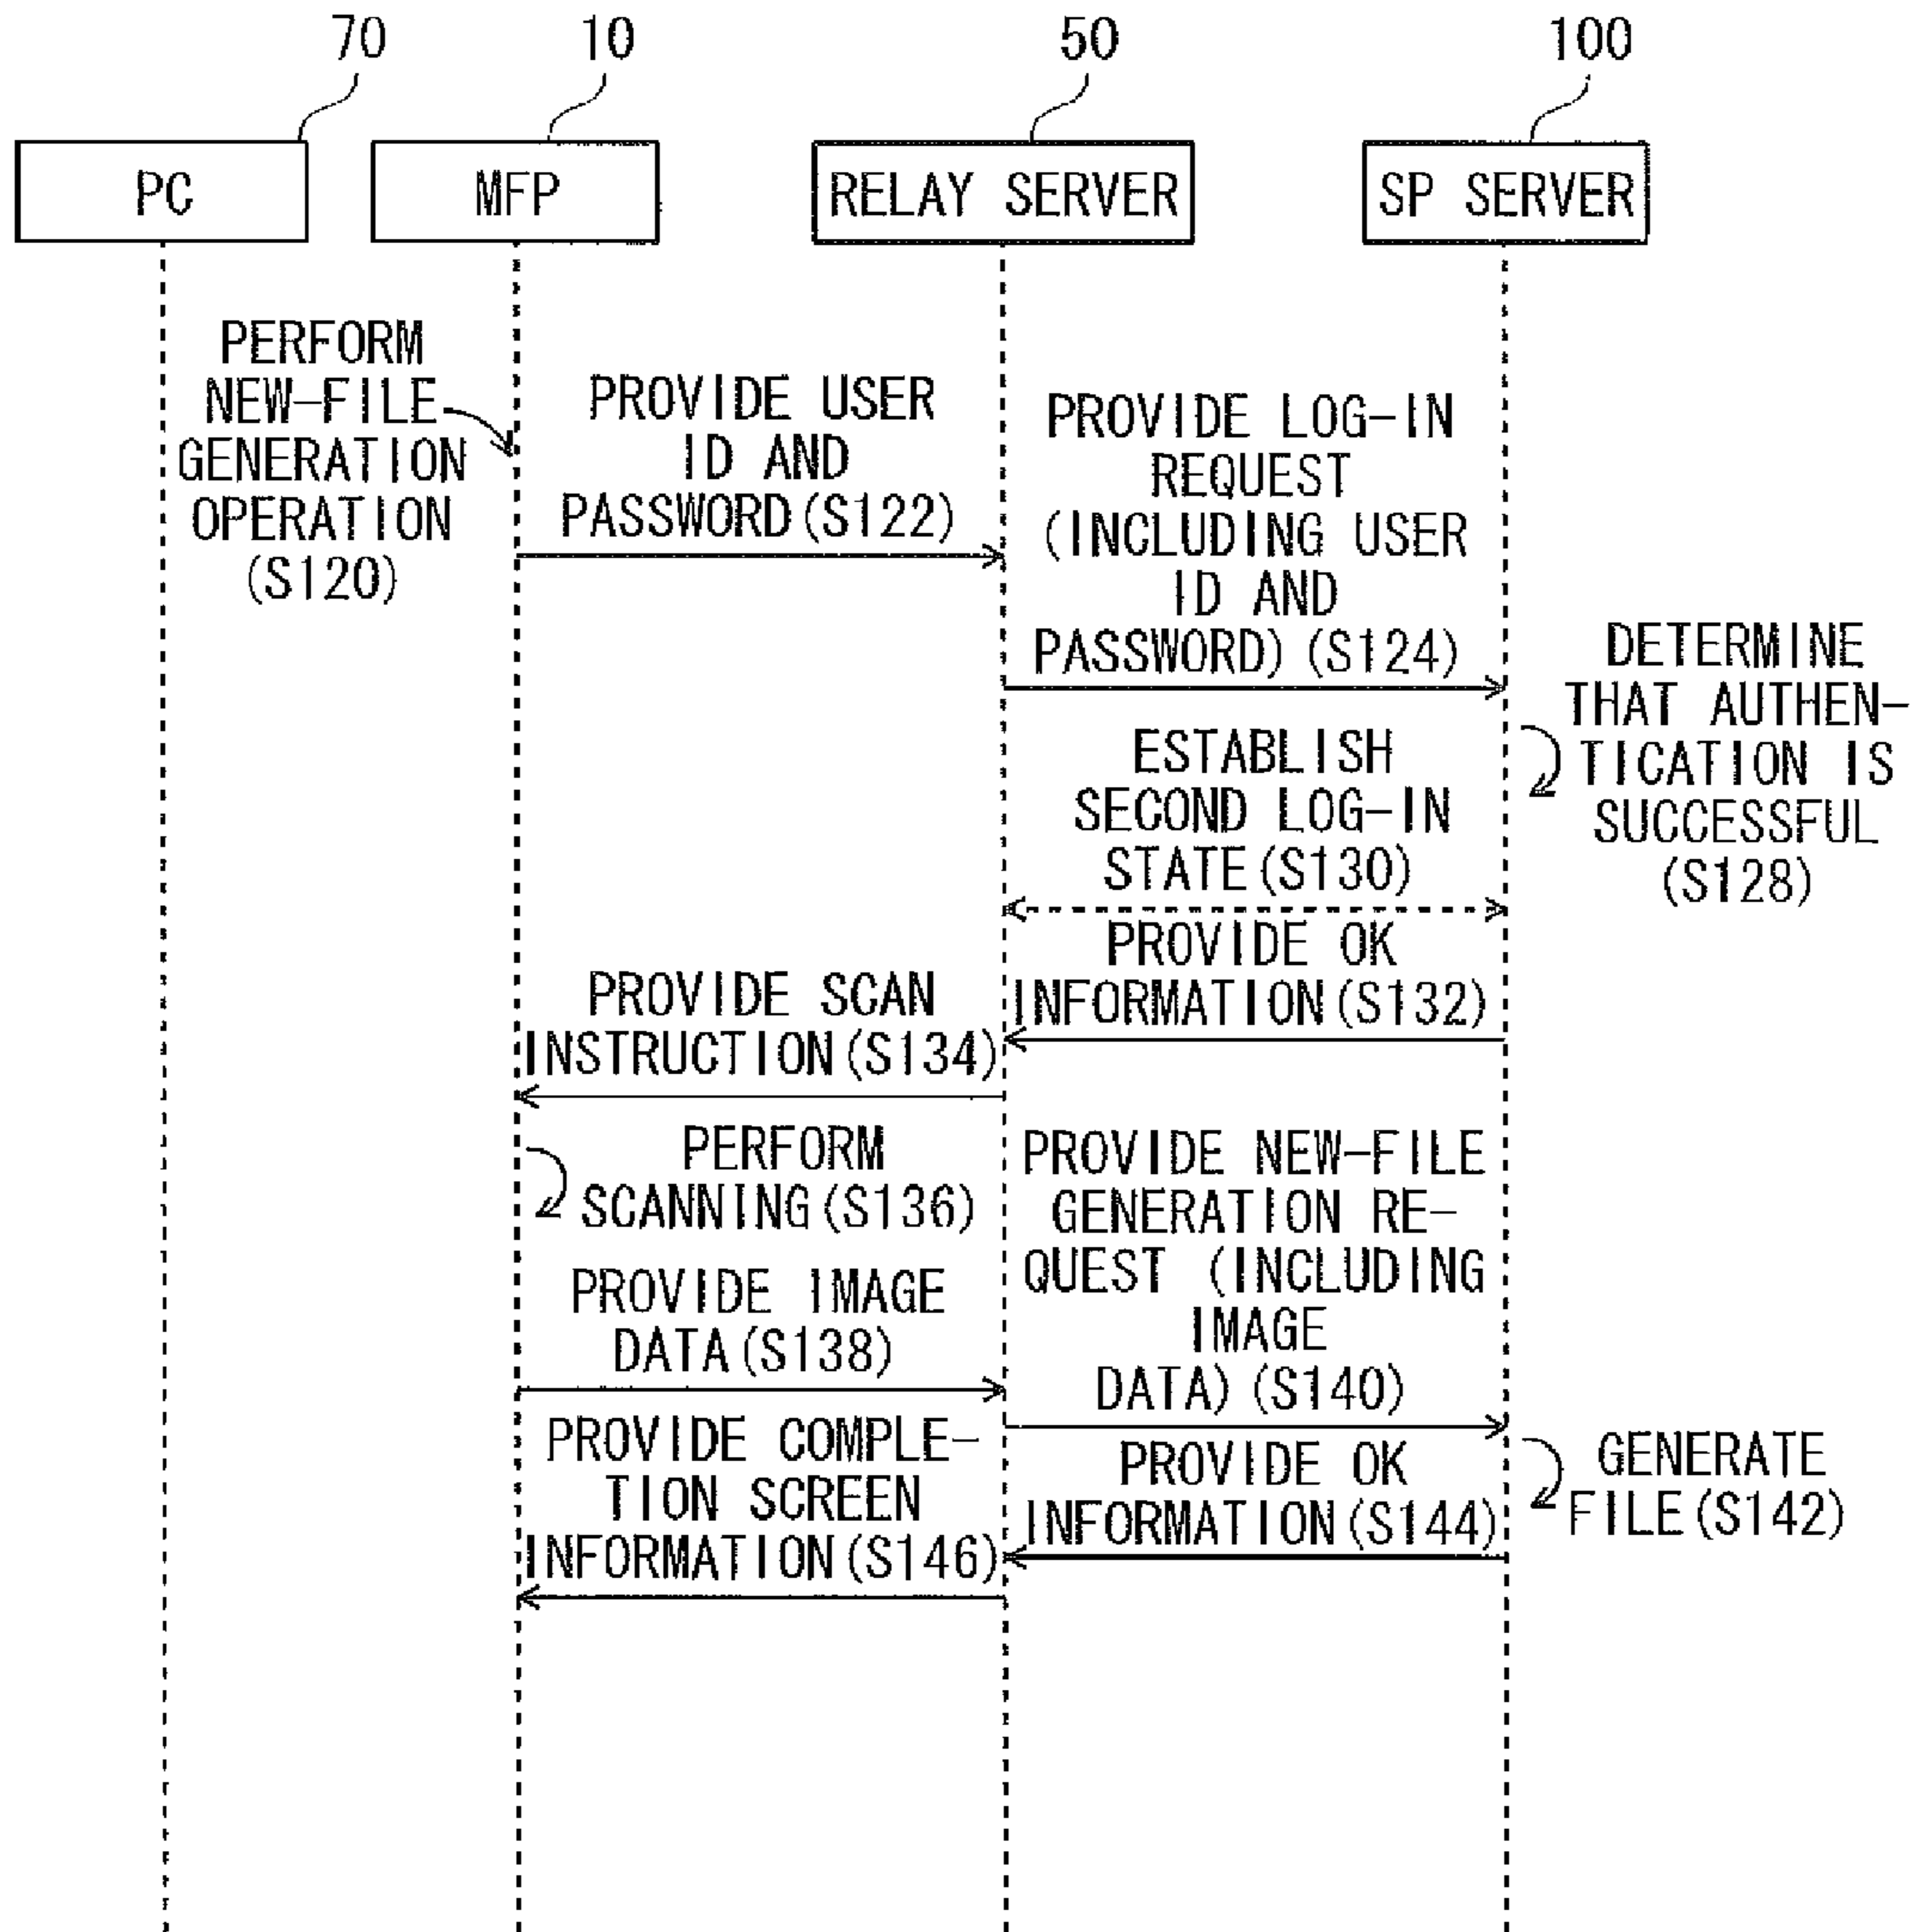 70
10
50
100
PC
MFP
RELAY SERVER
SP SERVER
PERFORM
NEW-FILE
GENERATION
OPERATION
(S120)
PROVIDE USER
ID AND
PASSWORD(S122)
PROVIDE LOG-IN
REQUEST
(INCLUDING USER
ID AND
PASSWORD)(S124)
DETERMINE
THAT AUTHEN-
TICATION IS
SUCCESSFUL
(S128)
ESTABLISH
SECOND LOG-IN
STATE(S130)
PROVIDE OK
INFORMATION(S132)
PROVIDE SCAN
INSTRUCTION(S134)
PERFORM
SCANNING(S136)
PROVIDE IMAGE
DATA(S138)
PROVIDE NEW-FILE
GENERATION RE-
QUEST (INCLUDING
IMAGE
DATA)(S140)
GENERATE
FILE(S142)
PROVIDE OK
INFORMATION(S144)
PROVIDE COMPLE-
TION SCREEN
INFORMATION(S146)